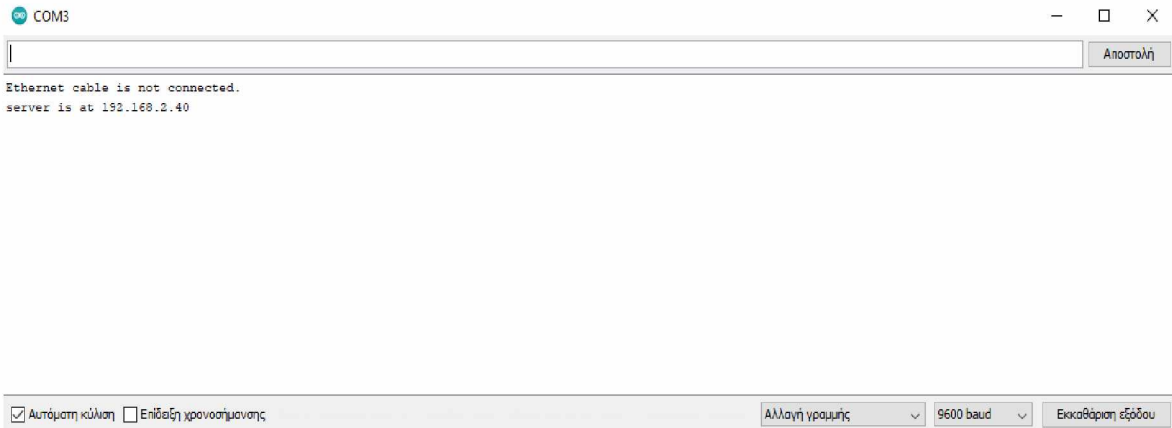 COM3
Αποστολή
Ethernet cable is not connected.
server is at 192.168.2.40
Αυτόματη κύλιση Επίδειξη χρονοσήμανσης Αλλαγή γραμμής 9600 baud Εκκαθάριση εξόδου